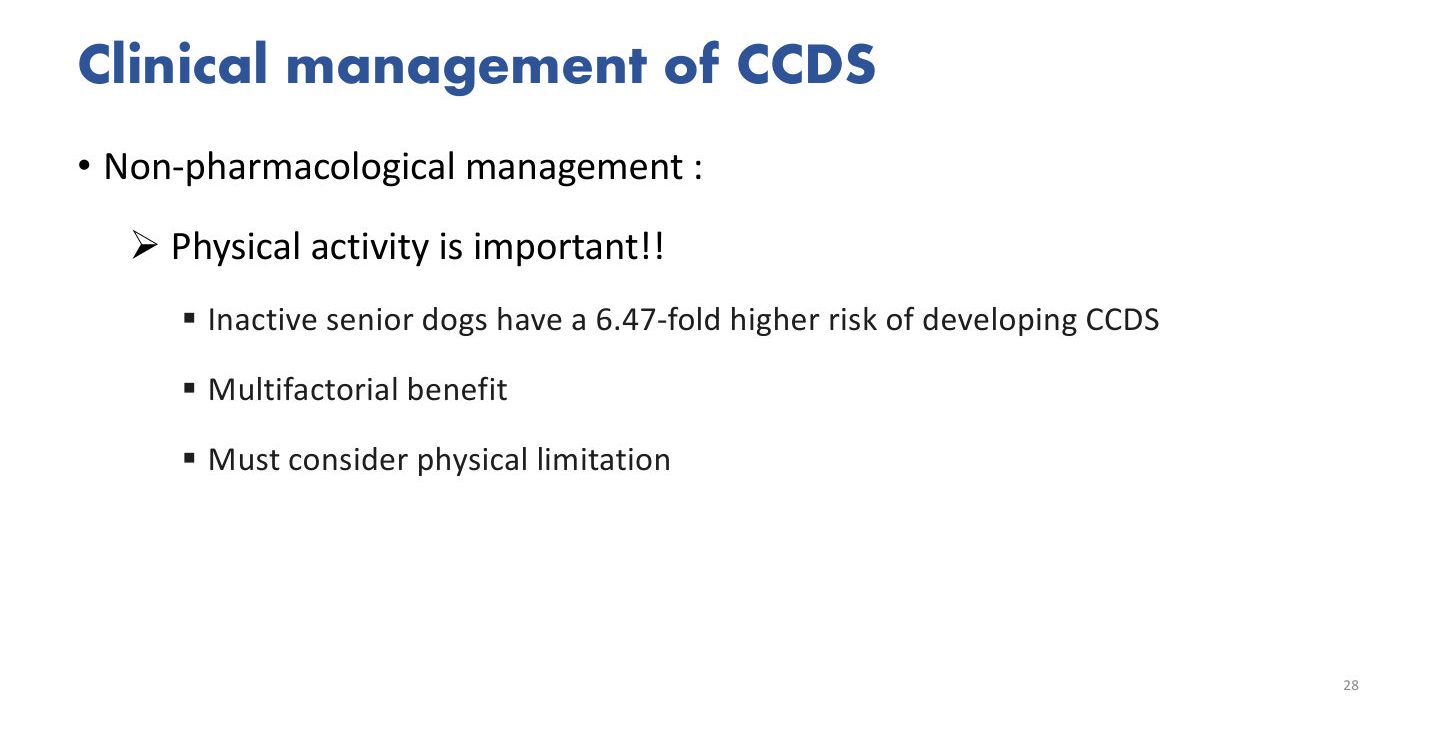 Clinical management of CCDS
• Non-pharmacological management :
➢ Physical activity is important!!
▪ Inactive senior dogs have a 6.47-fold higher risk of developing CCDS
▪ Multifactorial benefit
▪ Must consider physical limitation
28